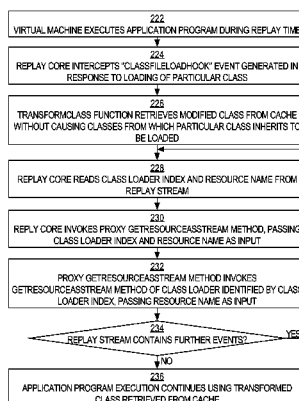 222
VIRTUAL MACHINE EXECUTES APPLICATION PROGRAM DURING REPLAY TIME
224
REPLAY CORE INTERCEPTS "CLASSFILELOADHOOK" EVENT GENERATED IN
RESPONSE TO LOADING OF PARTICULAR CLASS
226
TRANSFORMCLASS FUNCTION RETRIEVES MODIFIED CLASS FROM CACHE
WITHOUT CAUSING CLASSES FROM WHICH PARTICULAR CLASS INHERITS TO
BE LOADED
228
REPLAY CORE READS CLASS LOADER INDEX AND RESOURCE NAME FROM
REPLAY STREAM
230
REPLY CORE INVOKES PROXY GETRESOURCEASSTREAM METHOD, PASSING
CLASS LOADER INDEX AND RESOURCE NAME AS INPUT
232
PROXY GETRESOURCEASSTREAM METHOD INVOKES
GETRESOURCEASSTREAM METHOD OF CLASS LOADER IDENTIFIED BY CLASS
LOADER INDEX, PASSING RESOURCE NAME AS INPUT
234
REPLAY STREAM CONTAINS FURTHER EVENTS?
YES
NO
236
APPLICATION PROGRAM EXECUTION CONTINUES USING TRANSFORMED
CLASS RETRIEVED FROM CACHE